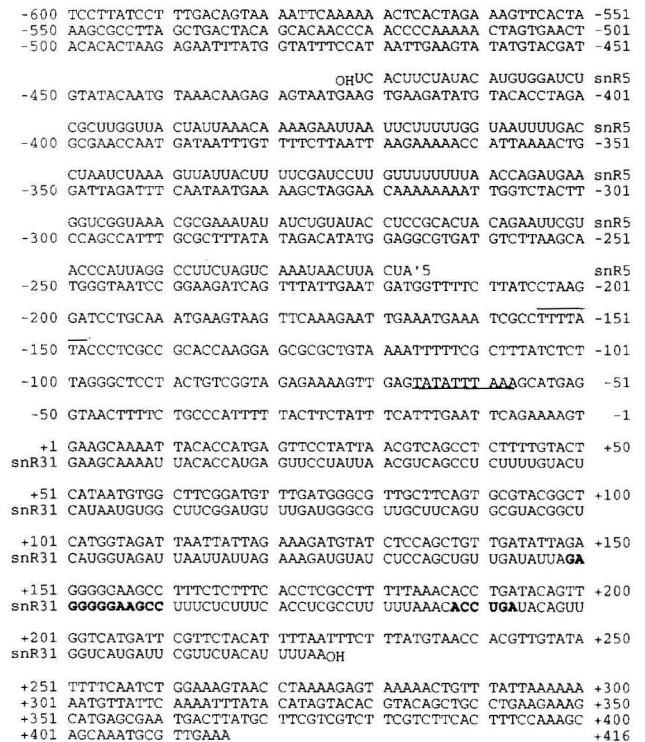 -600 TCCTTATCCT TTGACAGTAA AATTCAAAAA ACTCACTAGA AAGTTCACTA -551
-550 AAGCGCCTTA GCTGACTACA GCACAACCCA ACCCCAAAAA CTAGTGAACT -501
-500 ACACACTAAG AGAATTTATG GTATTTCCAT AATTGAAGTA TATGTACGAT -451
OHUC ACUUCUAUAC AUGUGGAUCU snR5
-450 GTATACAATG TAAACAAGAG AGTAATGAAG TGAAGATATG TACACCTAGA -401
CGCUUGGUUA CUAUUAAACA AAAGAAUUAA UUCUUUUUGG UAAUUUUGAC snR5
-400 GCGAACCAAT GATAATTTGT TTTCTTAATT AAGAAAAACC ATTAAAACTG -351
CUAAUCUAAA GUUAUUACUU UUCGAUCCUU GUUUUUUUUA ACCAGAUGAA snR5
-350 GATTAGATTT CAATAATGAA AAGCTAGGAA CAAAAAAAAT TGGTCTACTT -301
GGUCGGUAAA CGCGAAAUAU AUCUGUAUAC CUCCGCACUA CAGAAUUCGU snR5
-300 CCAGCCATTT GCGCTTTATA TAGACATATG GAGGCGTGAT GTCTTAAGCA -251
ACCCAUUAGG CCUUCUAGUC AAAUAACUUA CUA'5 snR5
-250 TGGGTAATCC GGAAGATCAG TTTATTGAAT GATGGTTTTC TTATCCTAAG -201
-200 GATCCTGCAA ATGAAGTAAG TTCAAAGAAT TGAAATGAAA TCGCCTTTTA -151
-150 TACCCTCGCC GCACCAAGGA GCGCGCTGTA AAATTTTTCG CTTTATCTCT -101
-100 TAGGGCTCCT ACTGTCGGTA GAGAAAAGTT GAGTATATTT AAAGCATGAG -51
-50 GTAACTTTTC TGCCCATTTT TACTTCTATT TCATTTGAAT TCAGAAAAGT -1
+1 GAAGCAAAAT TACACCATGA GTTCCTATTAA ACGTCAGCCT CTTTTGTACT +50
snR31 GAAGCAAAAU UACACCAUGA GUUCCUAUUA ACGUCAGCCU CUUUUGUACU
+51 CATAATGTGG CTTCGGATGT TTGATGGGCG TTGCTTCAGT GCGTACGGCT +100
snR31 CAUAAUGUGG CUUCGGAUGU UUGAUGGGCG UUGCUUCAGU GCGUACGGCU
+101 CATGGTAGAT TAATTATTAG AAAGATGTAT CTCCAGCTGT TGATATTAGA +150
snR31 CAUGGUAGAU UAAUUAUUAG AAAGAUGUAU CUCCAGCUGU UGAUAUUAGA
+151 GGGGCAAGCC TTTCTCTTTC ACCTCGCCTT TTTAAACACC TGATACAGTT +200
snR31 GGGGGAAGCC UUUCUCUUUC ACCUCGCCUU UUUAAACACC UGAUACAGUU
+201 GGTCATGATT CGTTCTACAT TTTAATTTCT TTATGTAACC ACGTTGTATA +250
snR31 GGUCAUGAUU CGUUCUACAU UUUAAOH
+251 TTTTCAATCT GGAAAGTAAC CTAAAAGAGT AAAAACTGTT TATTAAAAAA +300
+301 AATGTTATTC AAAATTTATA CATAGTACAC GTACAGCTGC CTGAAGAAAG +350
+351 CATGAGCGAA TGACTTATGC TTCGTCGTCT TCGTCTTCAC TTTCCAAAGC +400
+401 AGCAAATGCG TTGAAA +416